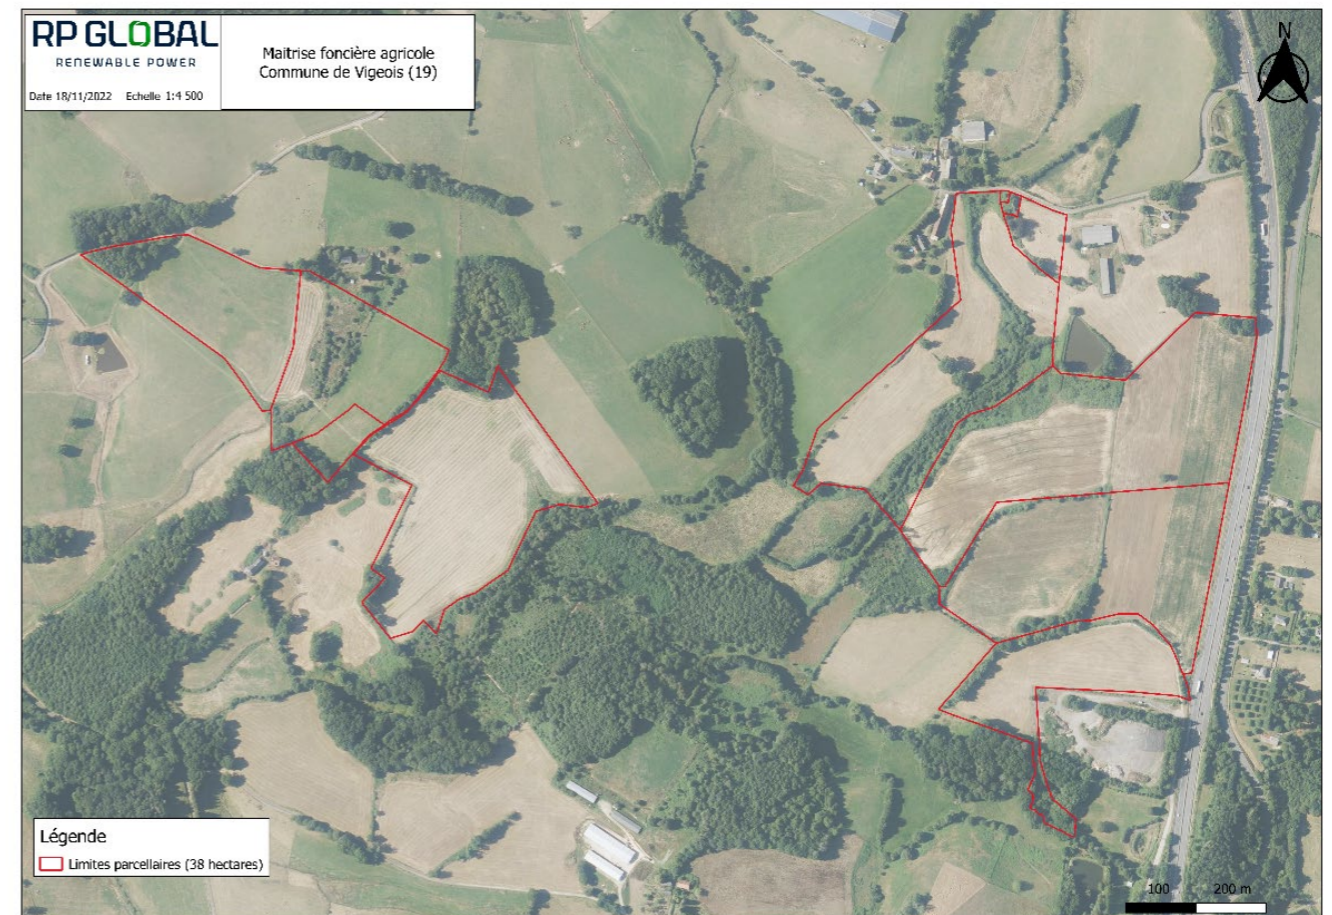 RP GLOBAL
RENEWABLE POWER
Date 18/11/2022 Echelle 1:4 500
Maitrise foncière agricole
Commune de Vigeois (19)
N
Légende
Limites parcellaires (38 hectares)
100 200 m